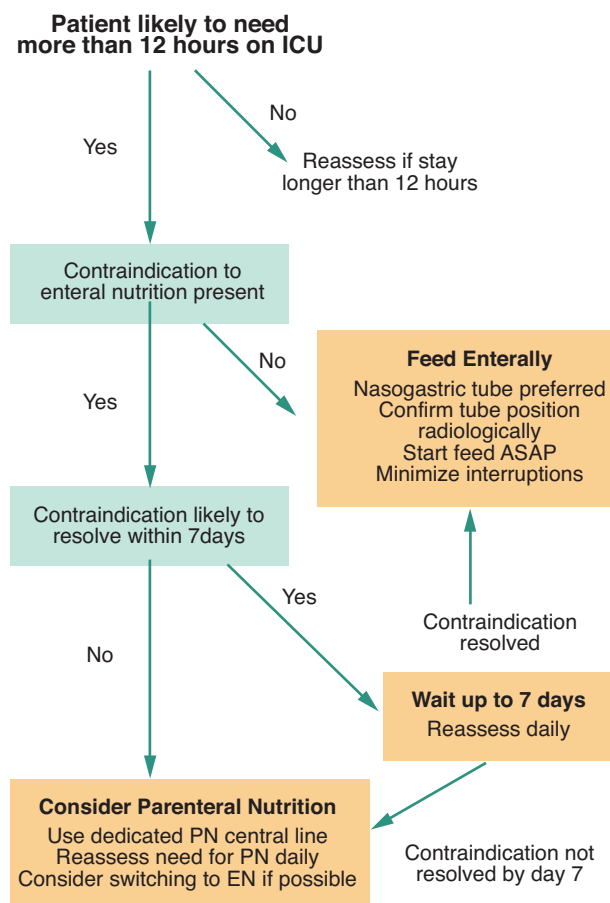 Patient likely to need
more than 12 hours on ICU
No
Yes
Reassess if stay
longer than 12 hours
Contraindication to
enteral nutrition present
No
Yes
Feed Enterally
Nasogastric tube preferred
Confirm tube position
radiologically
Start feed ASAP
Minimize interruptions
Contraindication likely to
resolve within 7days
Yes
No
Contraindication
resolved
Wait up to 7 days
Reassess daily
Consider Parenteral Nutrition
Use dedicated PN central line
Reassess need for PN daily
Consider switching to EN if possible
Contraindication not
resolved by day 7